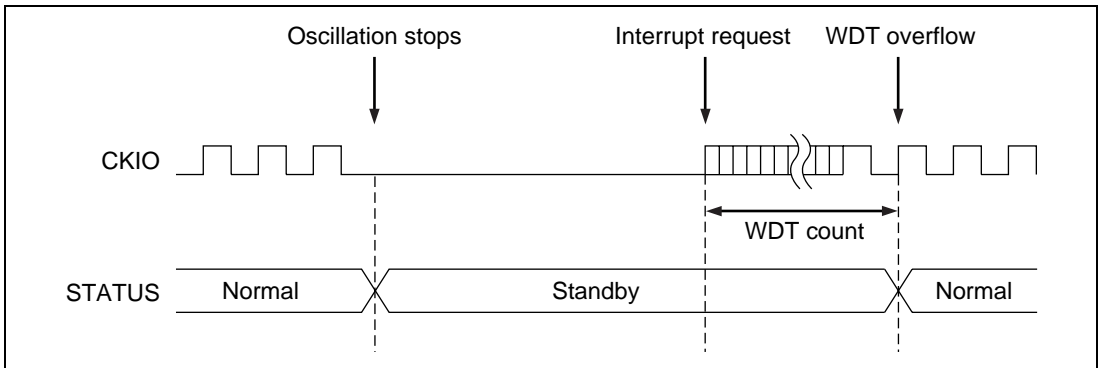 Oscillation stops Interrupt request WDT overflow
CKIO
WDT count
STATUS Normal Standby Normal